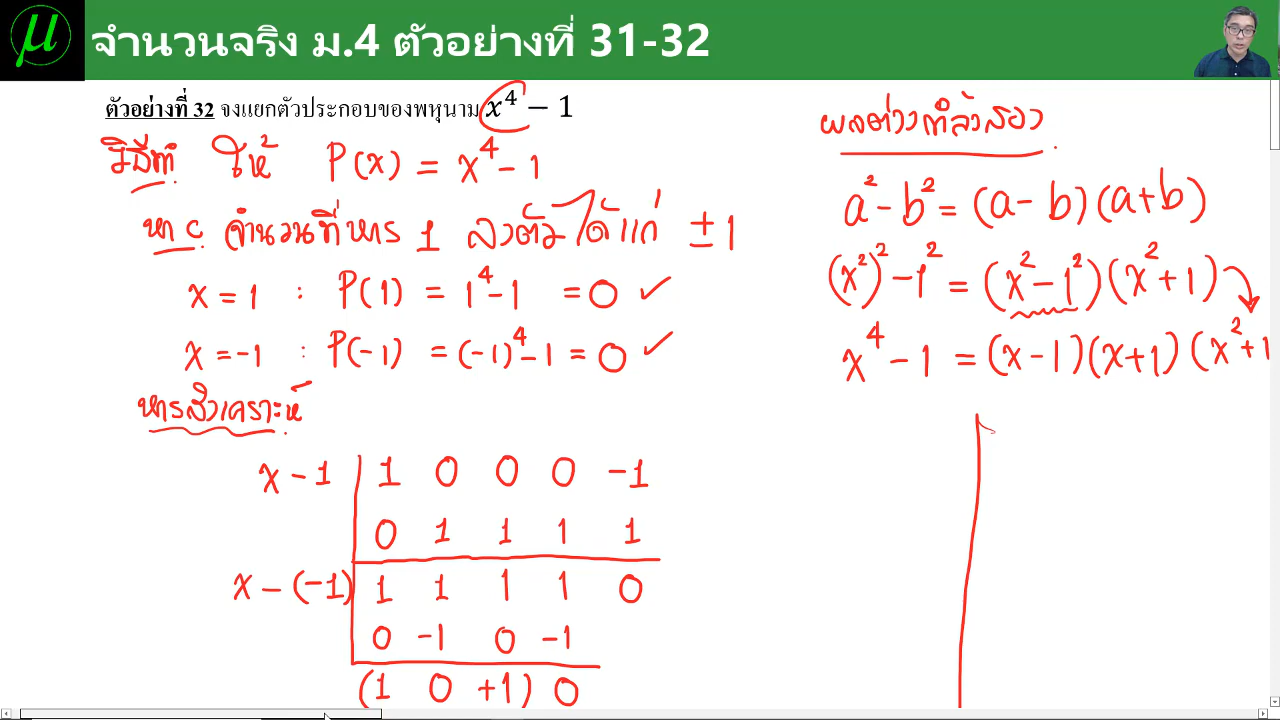 μ
จำนวนจริง ม.4 ตัวอย่างที่ 31-32
ตัวอย่างที่ 32 จงแยกตัวประกอบของพหุนาม x⁴ − 1
วิธีทำ ให้ P(x) = x⁴ - 1
หา c จำนวนที่หาร 1 ลงตัวได้แก่ ±1
x = 1 : P(1) = 1⁴-1 = 0 ✓
x = -1 : P(-1) = (-1)⁴-1 = 0 ✓
หารสังเคราะห์
x - 1 | 1 0 0 0 -1
0 1 1 1 1
x - (-1) | 1 1 1 1 0
0 -1 0 -1
(1 0 +1) 0
ผลต่างกำลังสอง
a² - b² = (a - b)(a + b)
(x²)² - 1² = (x² - 1²)(x² + 1)
x⁴ - 1 = (x - 1)(x + 1)(x² + 1